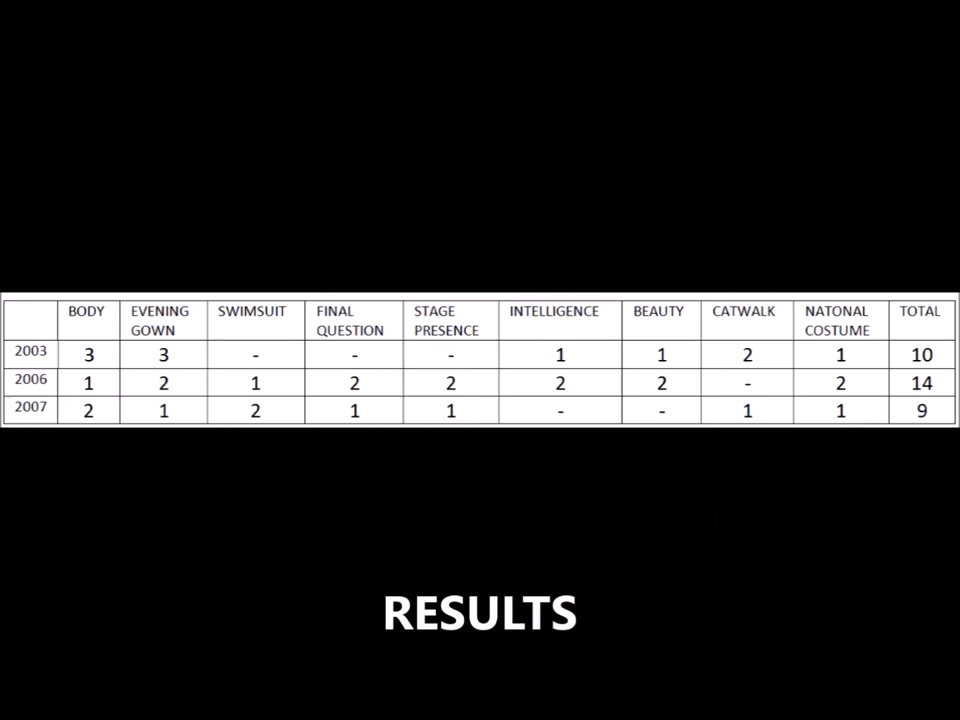 BODY EVENING GOWN SWIMSUIT FINAL QUESTION STAGE PRESENCE INTELLIGENCE BEAUTY CATWALK NATONAL COSTUME TOTAL
2003 3 3 - - - 1 1 2 1 10
2006 1 2 1 2 2 2 2 - 2 14
2007 2 1 2 1 1 - - 1 1 9
RESULTS